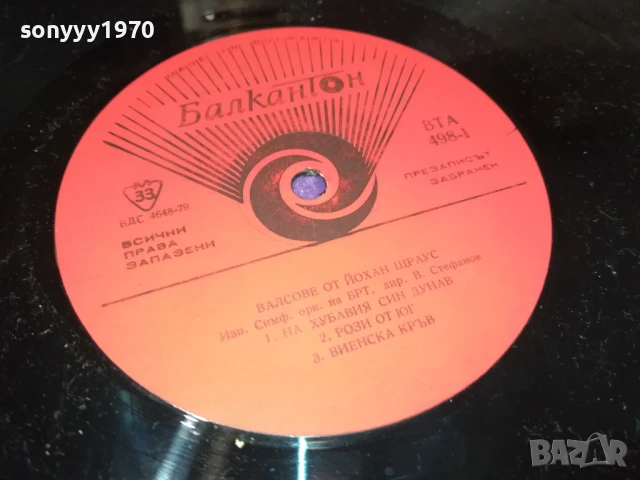 sonyyy1970
Балкантон
ВТА
498-1
33
БДС 4648-79
ВСИЧНИ
ПРАВА
ЗАПАЗЕНИ
ПРЕЗАПИСЪТ
ЗАБРАНЕН
ВАЛСОВЕ ОТ ЙОХАН ЩРАУС
Изп. Симф. орк. на БРТ, дир. В. Стефанов
1. НА ХУБАВИЯ СИН ДУНАВ
2. РОЗИ ОТ ЮГ
3. ВИЕНСКА КРЪВ
BAZAR